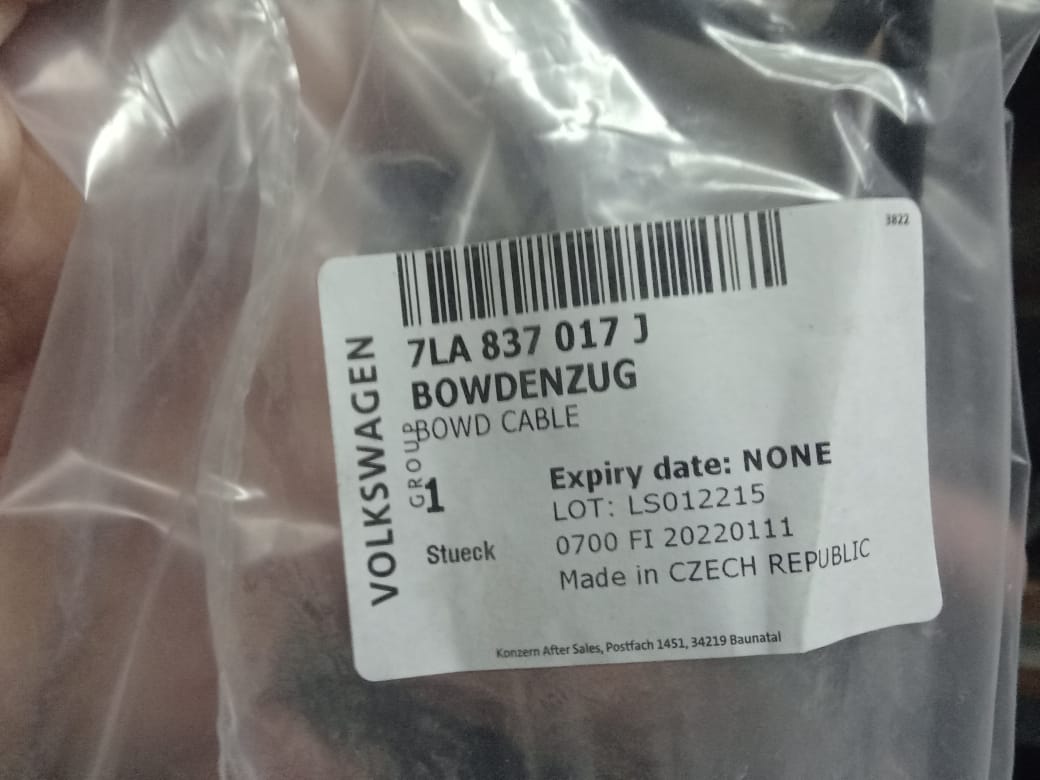 3822
7LA 837 017 J
BOWDENZUG
BOWD CABLE
VOLKSWAGEN
GROUP
1
Stueck
Expiry date: NONE
LOT: LS012215
0700 FI 20220111
Made in CZECH REPUBLIC
Konzern After Sales, Postfach 1451, 34219 Baunatal